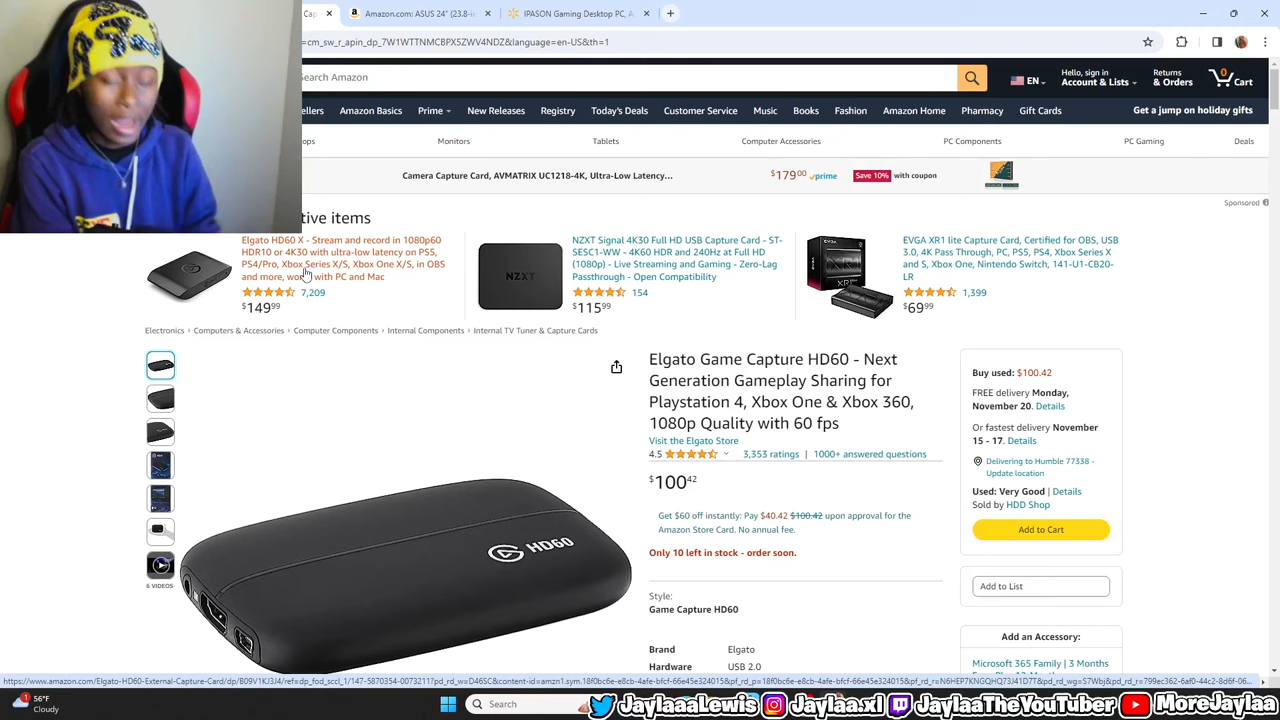 Cap
Amazon.com: ASUS 24" (23.8-in
IPASON Gaming Desktop PC, A
=cm_sw_r_apin_dp_7W1WTTNMCBPX5ZWV4NDZ&language=en-US&th=1
Search Amazon
EN
Hello, sign in
Account & Lists
Returns
& Orders
0
Cart
ellers
Amazon Basics
Prime
New Releases
Registry
Today's Deals
Customer Service
Music
Books
Fashion
Amazon Home
Pharmacy
Gift Cards
Get a jump on holiday gifts
ops
Monitors
Tablets
Computer Accessories
PC Components
PC Gaming
Deals
Camera Capture Card, AVMATRIX UC1218-4K, Ultra-Low Latency...
$179.00
prime
Save 10%
with coupon
Sponsored
tive items
Elgato HD60 X - Stream and record in 1080p60
HDR10 or 4K30 with ultra-low latency on PS5,
PS4/Pro, Xbox Series X/S, Xbox One X/S, in OBS
and more, works with PC and Mac
7,209
$149.99
NZXT
NZXT Signal 4K30 Full HD USB Capture Card - ST-
SESC1-WW - 4K60 HDR and 240Hz at Full HD
(1080p) - Live Streaming and Gaming - Zero-Lag
Passthrough - Open Compatibility
154
$115.99
EVGA XR1 lite Capture Card, Certified for OBS, USB
3.0, 4K Pass Through, PC, PS5, PS4, Xbox Series X
and S, Xbox One, Nintendo Switch, 141-U1-CB20-
LR
1,399
$69.99
Electronics › Computers & Accessories › Computer Components › Internal Components › Internal TV Tuner & Capture Cards
6 VIDEOS
HD60
Elgato Game Capture HD60 - Next
Generation Gameplay Sharing for
Playstation 4, Xbox One & Xbox 360,
1080p Quality with 60 fps
Visit the Elgato Store
4.5
3,353 ratings | 1000+ answered questions
$100.42
Get $60 off instantly: Pay $40.42 $100.42 upon approval for the
Amazon Store Card. No annual fee.
Only 10 left in stock - order soon.
Style:
Game Capture HD60
Brand Elgato
Hardware USB 2.0
Buy used: $100.42
FREE delivery Monday,
November 20. Details
Or fastest delivery November
15 - 17. Details
Delivering to Humble 77338 -
Update location
Used: Very Good | Details
Sold by HDD Shop
Add to Cart
Add to List
Add an Accessory:
Microsoft 365 Family | 3 Months
56°F
Cloudy
Search
JaylaaaLewis
Jaylaa.xl
JaylaaTheYouTuber
MoreJaylaa